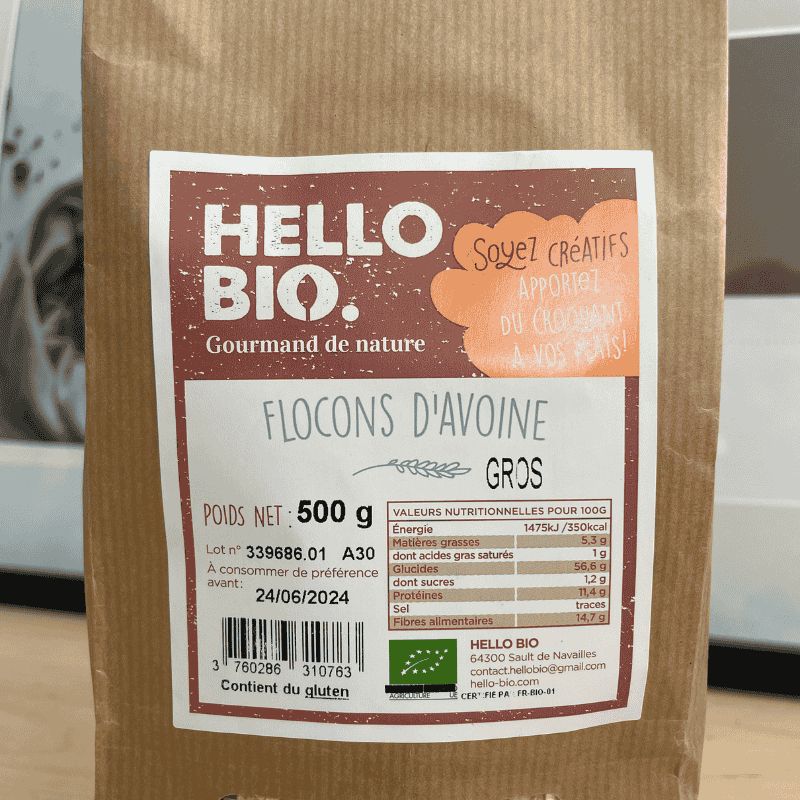 HELLO
BIO.
Gourmand de nature
SOYEZ CRÉATIFS
APPORTEZ
DU CROQUANT
À VOS PLATS!
FLOCONS D'AVOINE
GROS
POIDS NET : 500 g
Lot n° 339686.01 A30
À consommer de préférence
avant:
24/06/2024
3 760286 310763
Contient du gluten
VALEURS NUTRITIONNELLES POUR 100G
Énergie 1475kJ /350kcal
Matières grasses 5,3 g
dont acides gras saturés 1 g
Glucides 56,6 g
dont sucres 1,2 g
Protéines 11,4 g
Sel traces
Fibres alimentaires 14,7 g
HELLO BIO
64300 Sault de Navailles
contact.hellobio@gmail.com
hello-bio.com
AGRICULTURE UE CERTIFIE PA : FR-BIO-01